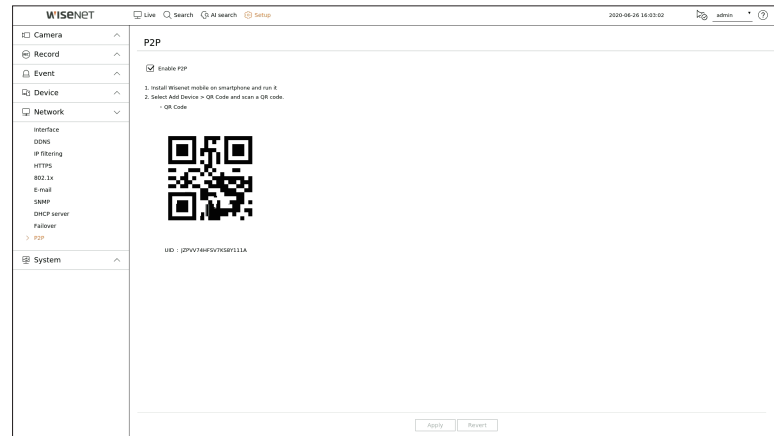 WISENET
Live Search AI search Setup 2020-06-26 16:03:02 admin
Camera
Record
Event
Device
Network
Interface
DDNS
IP filtering
HTTPS
802.1x
E-mail
SNMP
DHCP server
Failover
> P2P
System
P2P
Enable P2P
1. Install Wisenet mobile on smartphone and run it
2. Select Add Device > QR Code and scan a QR code.
- QR Code
UID : JZPVV74HFSV7KS8Y111A
Apply Revert